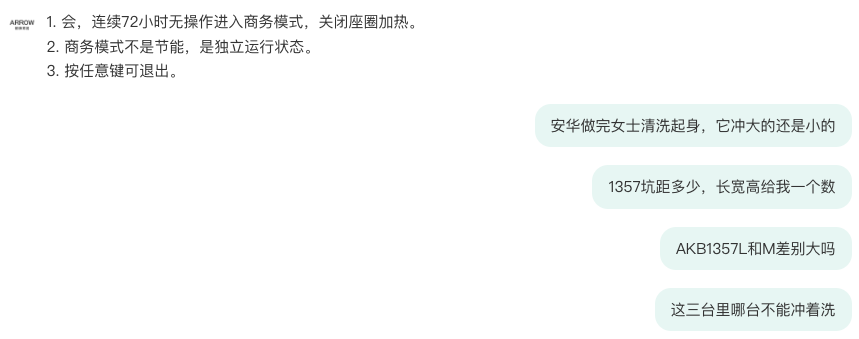 ARROW
1. 会，连续72小时无操作进入商务模式，关闭座圈加热。
2. 商务模式不是节能，是独立运行状态。
3. 按任意键可退出。
安华做完女士清洗起身，它冲大的还是小的
1357坑距多少，长宽高给我一个数
AKB1357L和M差别大吗
这三台里哪台不能冲着洗